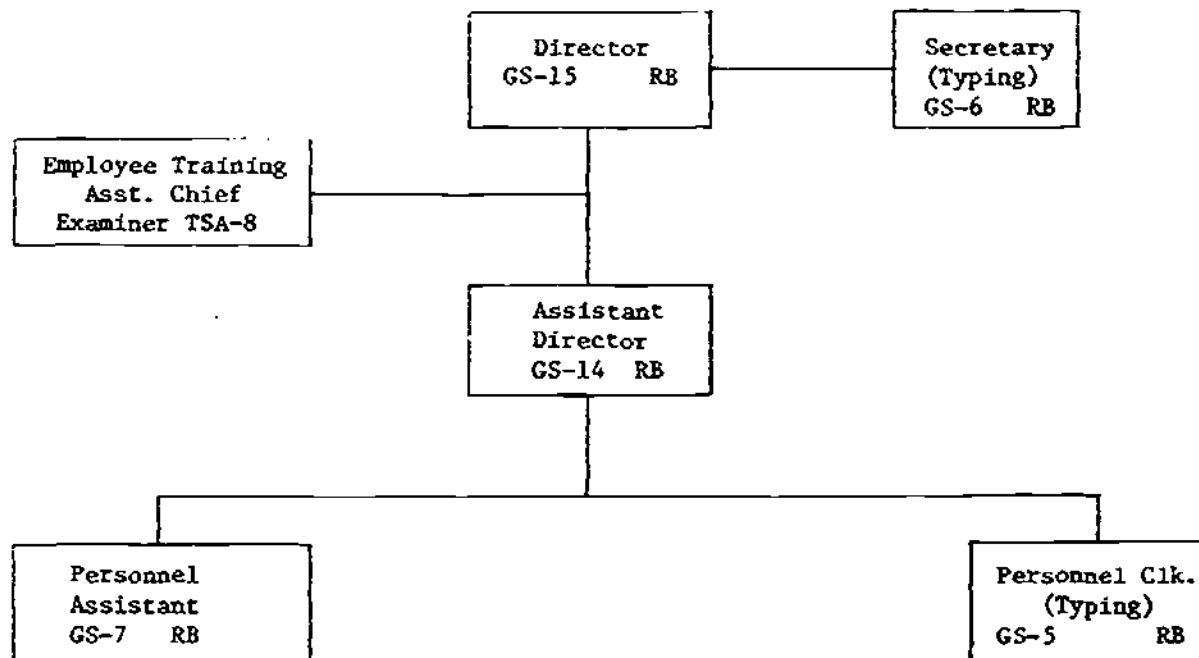 Director
GS-15 RB
Secretary
(Typing)
GS-6 RB
Employee Training
Asst. Chief
Examiner TSA-8
Assistant
Director
GS-14 RB
Personnel
Assistant
GS-7 RB
Personnel Clk.
(Typing)
GS-5 RB